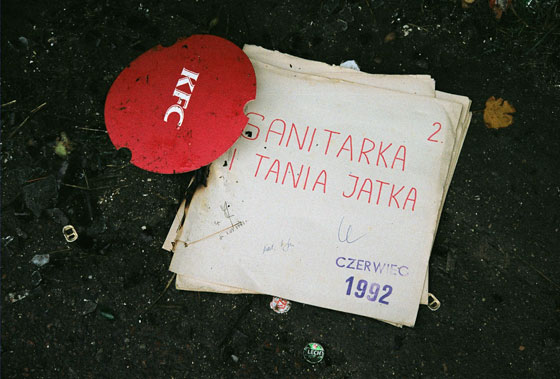 KFC
2.
SANITARKA
I TANIA JATKA
CZERWIEC
1992
LECH